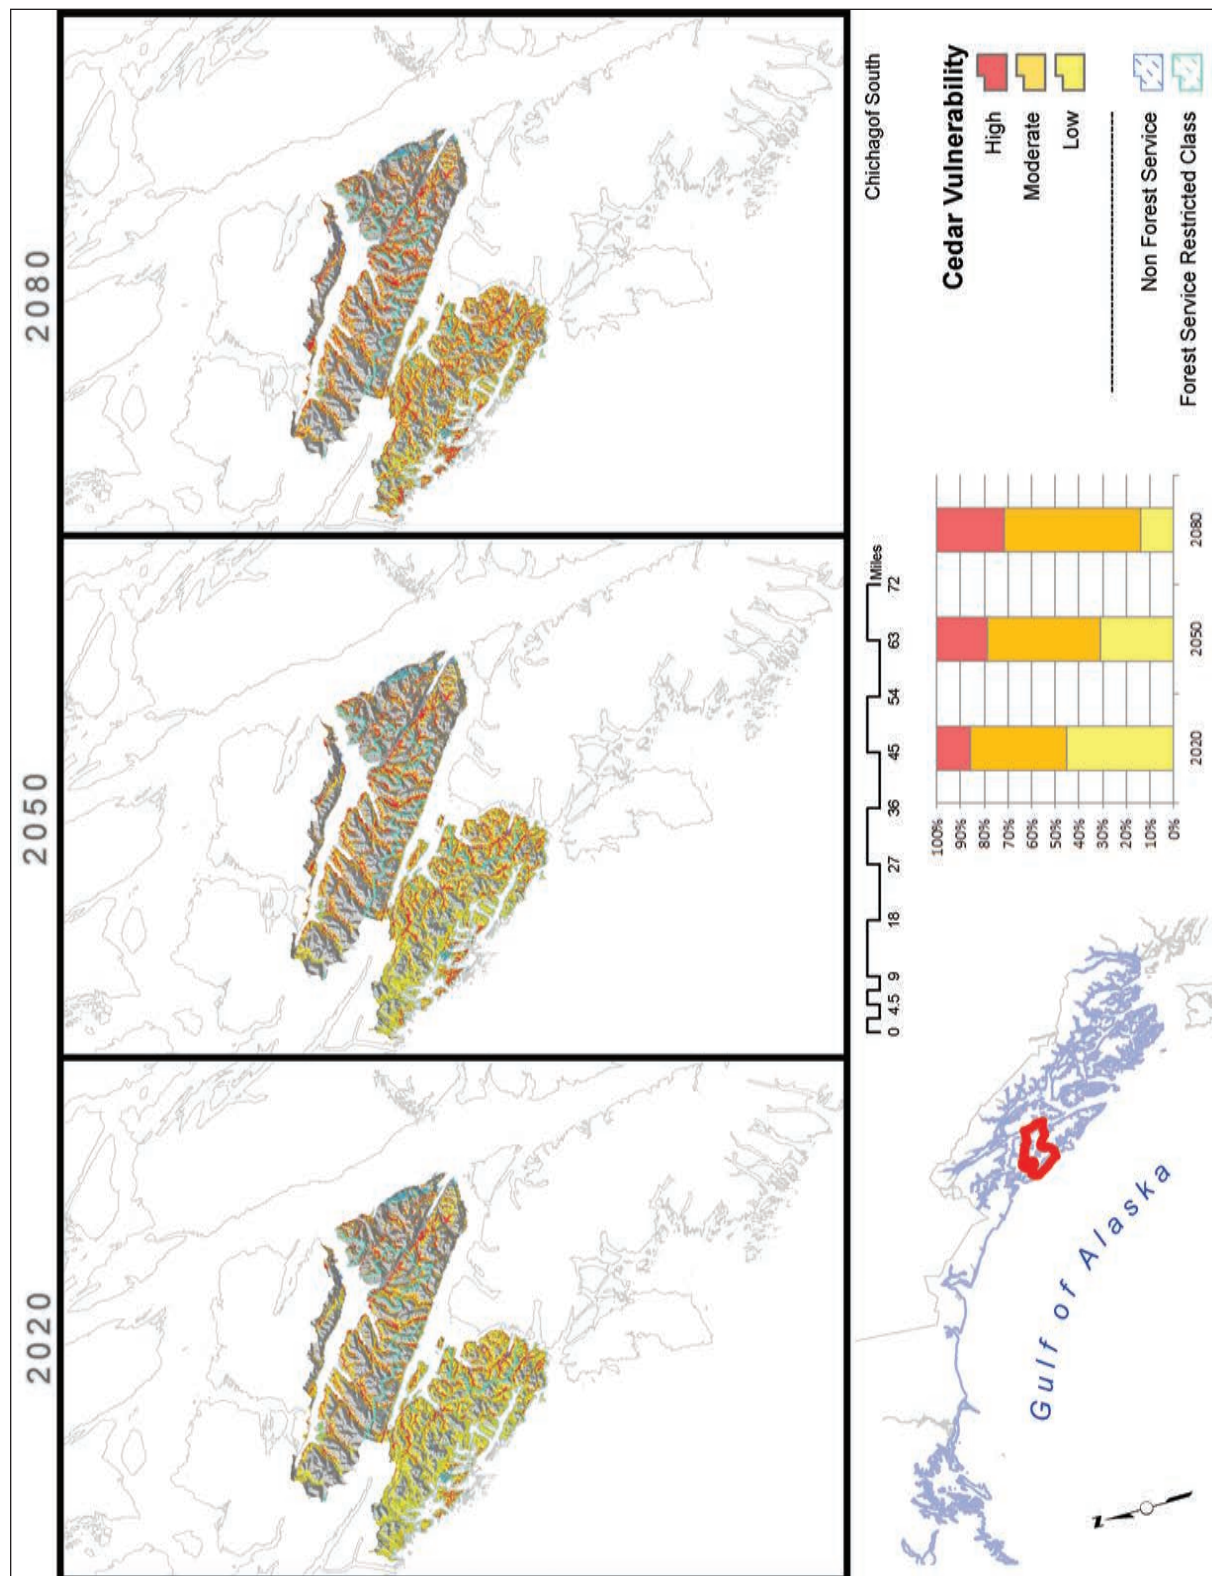 2020
2050
2080
0 4.5 9 18 27 36 45 54 63 72
Miles
Chichagof South
Gulf of Alaska
N
100%
90%
80%
70%
60%
50%
40%
30%
20%
10%
0%
2020 2050 2080
Cedar Vulnerability
High
Moderate
Low
Non Forest Service
Forest Service Restricted Class